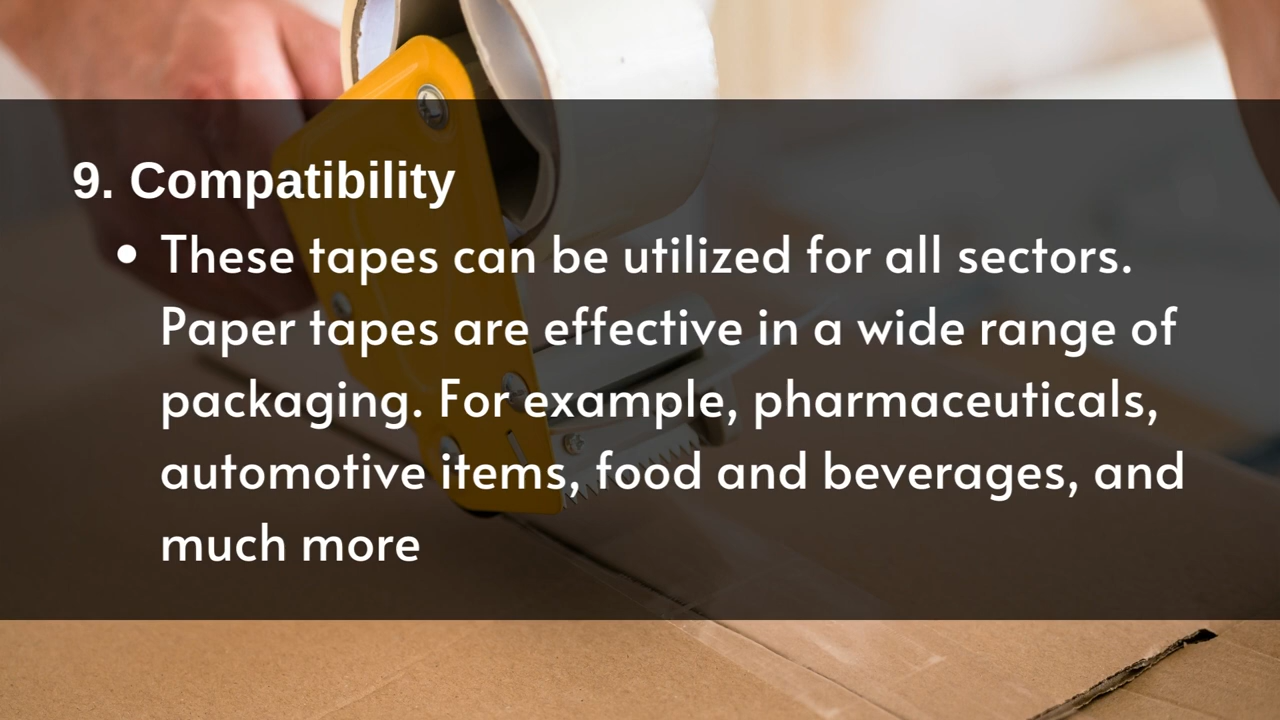 9. Compatibility
• These tapes can be utilized for all sectors.
Paper tapes are effective in a wide range of
packaging. For example, pharmaceuticals,
automotive items, food and beverages, and
much more